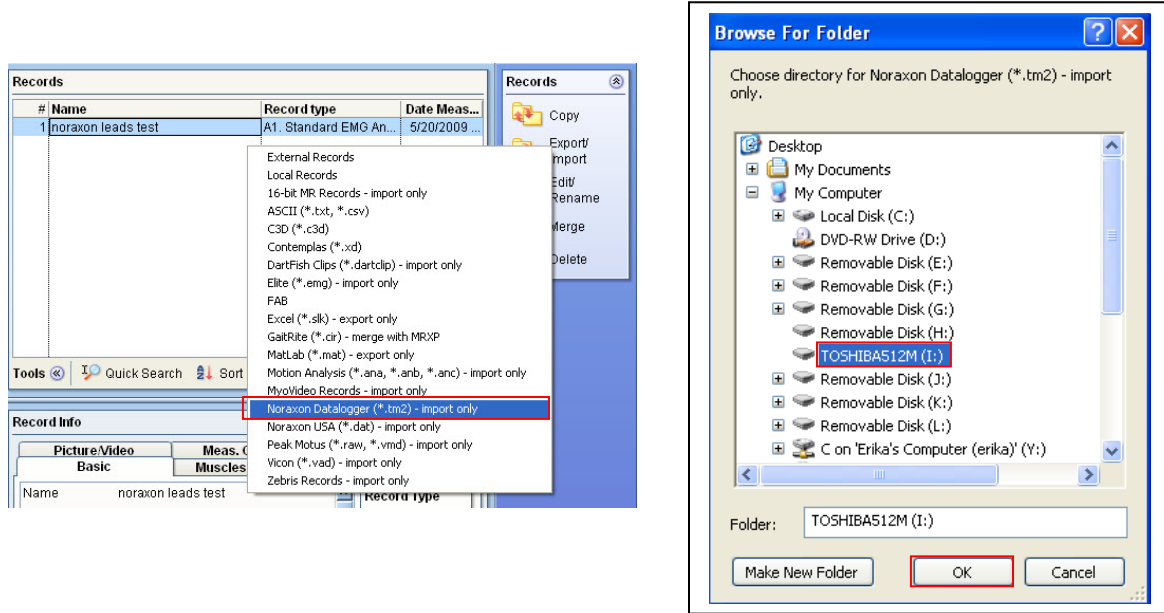 Records
# Name Record type Date Meas...
1 noraxon leads test A1. Standard EMG An... 5/20/2009 ...
External Records
Local Records
16-bit MR Records - import only
ASCII (*.txt, *.csv)
C3D (*.c3d)
Contemplas (*.xd)
DartFish Clips (*.dartclip) - import only
Elite (*.emg) - import only
FAB
Excel (*.slk) - export only
GaitRite (*.cir) - merge with MRXP
MatLab (*.mat) - export only
Motion Analysis (*.ana, *.anb, *.anc) - import only
MyoVideo Records - import only
Noraxon Datalogger (*.tm2) - import only
Noraxon USA (*.dat) - import only
Peak Motus (*.raw, *.vmd) - import only
Vicon (*.vad) - import only
Zebris Records - import only
Tools Quick Search Sort
Record Info
Picture/Video Meas.
Basic Muscles
Name noraxon leads test
Record Type
Records
Copy
Export/
Import
Edit/
Rename
Merge
Delete
Browse For Folder
Choose directory for Noraxon Datalogger (*.tm2) - import
only.
Desktop
My Documents
My Computer
Local Disk (C:)
DVD-RW Drive (D:)
Removable Disk (E:)
Removable Disk (F:)
Removable Disk (G:)
Removable Disk (H:)
TOSHIBA512M (I:)
Removable Disk (J:)
Removable Disk (K:)
Removable Disk (L:)
C on 'Erika's Computer (erika)' (Y:)
Folder: TOSHIBA512M (I:)
Make New Folder OK Cancel